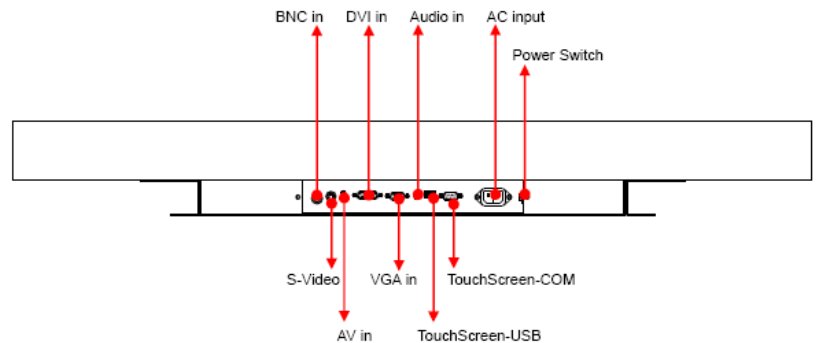 BNC in
DVI in
Audio in
AC input
Power Switch
S-Video
VGA in
TouchScreen-COM
AV in
TouchScreen-USB